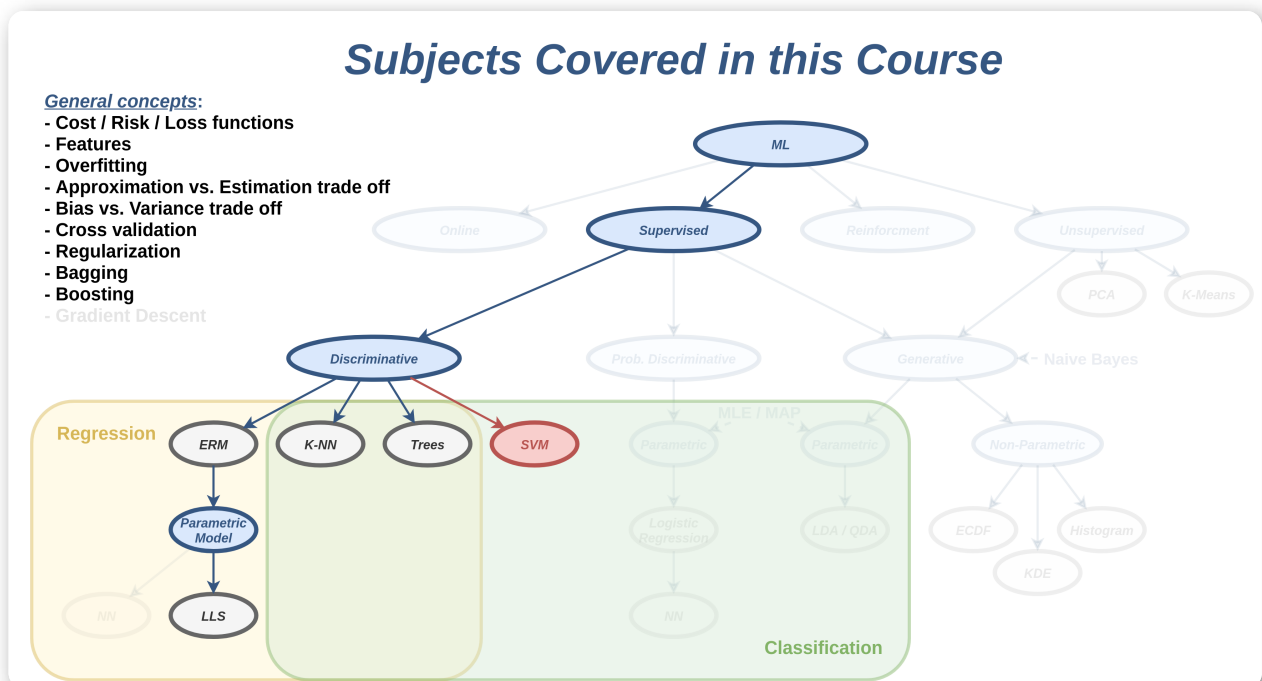 Subjects Covered in this Course
General concepts:
- Cost / Risk / Loss functions
- Features
- Overfitting
- Approximation vs. Estimation trade off
- Bias vs. Variance trade off
- Cross validation
- Regularization
- Bagging
- Boosting
- Gradient Descent
ML
Online
Supervised
Reinforcment
Unsupervised
PCA
K-Means
Discriminative
Prob. Discriminative
Generative
Naive Bayes
MLE / MAP
Regression
ERM
K-NN
Trees
SVM
Parametric
Parametric
Non-Parametric
Parametric
Model
Logistic
Regression
LDA / QDA
ECDF
Histogram
KDE
NN
LLS
NN
Classification